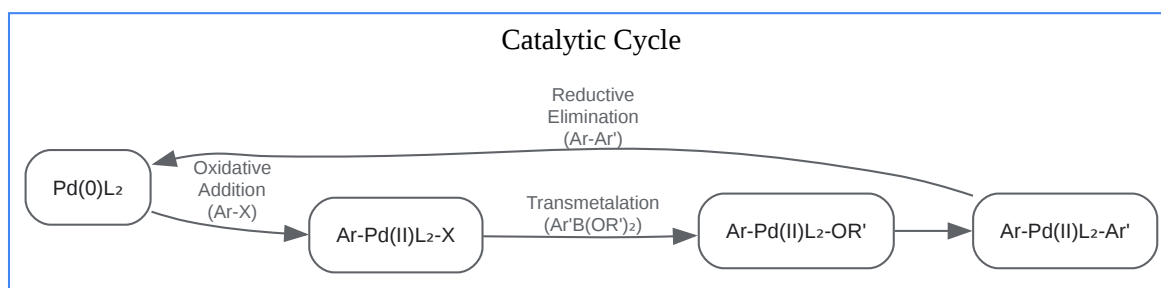 Catalytic Cycle
Reductive
Elimination
(Ar-Ar')
Pd(0)L₂
Oxidative
Addition
(Ar-X)
Ar-Pd(II)L₂-X
Transmetalation
(Ar'B(OR')₂)
Ar-Pd(II)L₂-OR'
Ar-Pd(II)L₂-Ar'